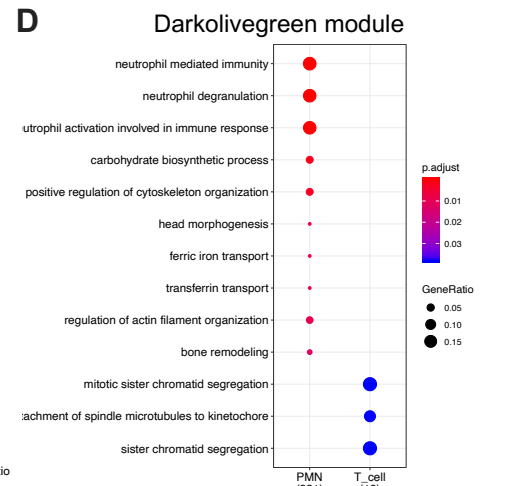 D
Darkolivegreen module
neutrophil mediated immunity
neutrophil degranulation
utrophil activation involved in immune response
carbohydrate biosynthetic process
positive regulation of cytoskeleton organization
head morphogenesis
ferric iron transport
transferrin transport
regulation of actin filament organization
bone remodeling
mitotic sister chromatid segregation
tachment of spindle microtubules to kinetochore
sister chromatid segregation
p.adjust
0.01
0.02
0.03
GeneRatio
0.05
0.10
0.15
PMN T_cell
tio